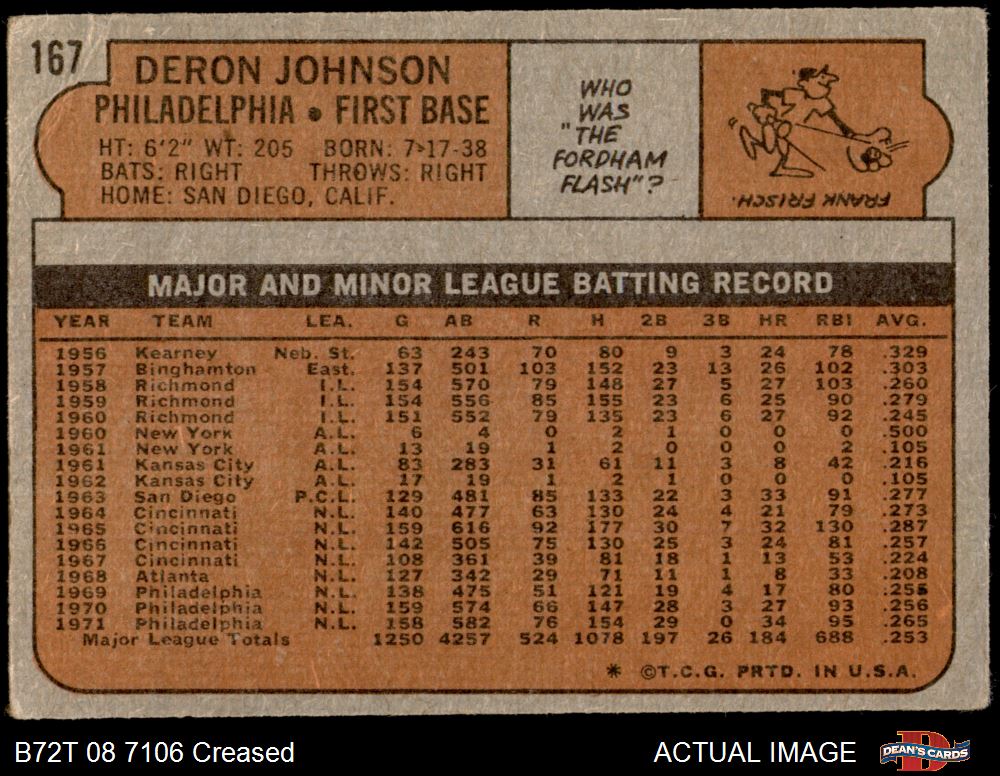 167
DERON JOHNSON
PHILADELPHIA • FIRST BASE
HT: 6'2" WT: 205 BORN: 7-17-38
BATS: RIGHT THROWS: RIGHT
HOME: SAN DIEGO, CALIF.
WHO
WAS
"THE
FORDHAM
FLASH"?
FRANK FRISCH.
MAJOR AND MINOR LEAGUE BATTING RECORD
YEAR TEAM LEA. G AB R H 2B 3B HR RBI AVG.
1956 Kearney Neb. St. 63 243 70 80 9 3 24 78 .329
1957 Binghamton East. 137 501 103 152 23 13 26 102 .303
1958 Richmond I.L. 154 570 79 148 27 5 27 103 .260
1959 Richmond I.L. 154 556 85 155 23 6 25 90 .279
1960 Richmond I.L. 151 552 79 135 23 6 27 92 .245
1960 New York A.L. 6 4 0 2 1 0 0 0 .500
1961 New York A.L. 13 19 1 2 0 0 0 2 .105
1961 Kansas City A.L. 83 283 31 61 11 3 8 42 .216
1962 Kansas City A.L. 17 19 1 2 1 0 0 0 .105
1963 San Diego P.C.L. 129 481 85 133 22 3 33 91 .277
1964 Cincinnati N.L. 140 477 63 130 24 4 21 79 .273
1965 Cincinnati N.L. 159 616 92 177 30 7 32 130 .287
1966 Cincinnati N.L. 142 505 75 130 25 3 24 81 .257
1967 Cincinnati N.L. 108 361 39 81 18 1 13 53 .224
1968 Atlanta N.L. 127 342 29 71 11 1 8 33 .208
1969 Philadelphia N.L. 138 475 51 121 19 4 17 80 .255
1970 Philadelphia N.L. 159 574 66 147 28 3 27 93 .256
1971 Philadelphia N.L. 158 582 76 154 29 0 34 95 .265
Major League Totals 1250 4257 524 1078 197 26 184 688 .253
* ©T.C.G. PRTD. IN U.S.A.
B72T 08 7106 Creased
ACTUAL IMAGE
D
DEAN'S CARDS